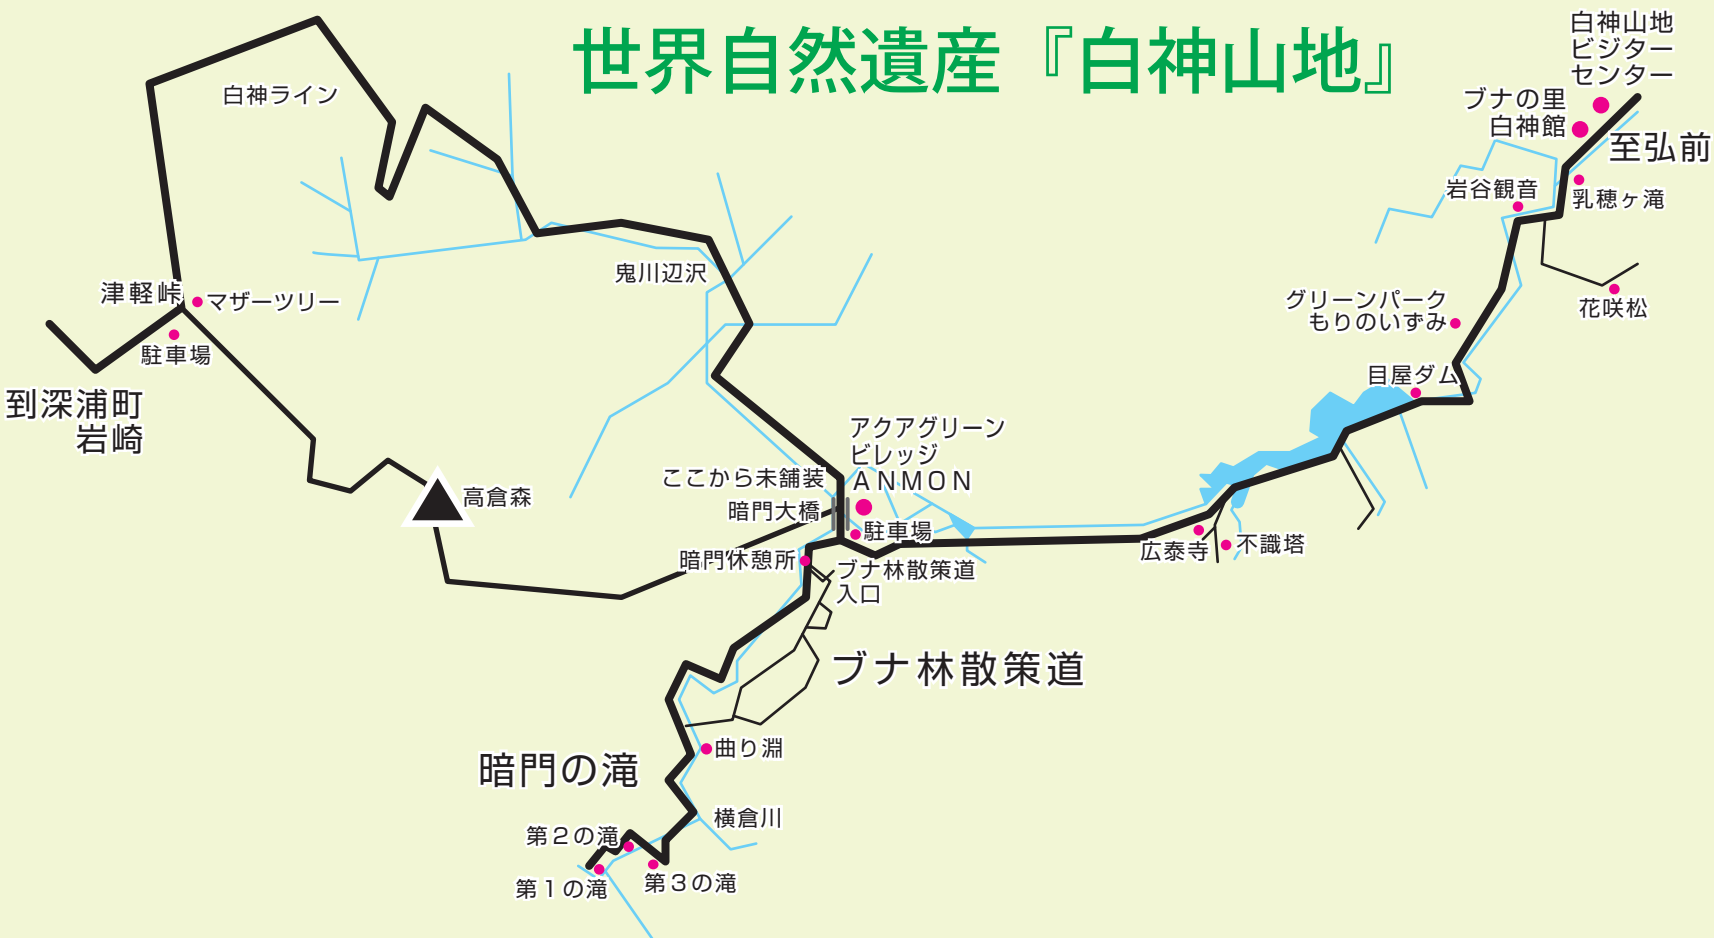 世界自然遺産『白神山地』
白神山地
ビジター
センター
ブナの里
白神館
至弘前
白神ライン
岩谷観音
乳穂ヶ滝
鬼川辺沢
津軽峠
マザーツリー
グリーンパーク
もりのいずみ
花咲松
駐車場
目屋ダム
到深浦町
岩崎
アクアグリーン
ビレッジ
ANMON
ここから未舗装
高倉森
暗門大橋
駐車場
広泰寺
不識塔
暗門休憩所
ブナ林散策道
入口
ブナ林散策道
曲り淵
暗門の滝
横倉川
第2の滝
第1の滝
第3の滝